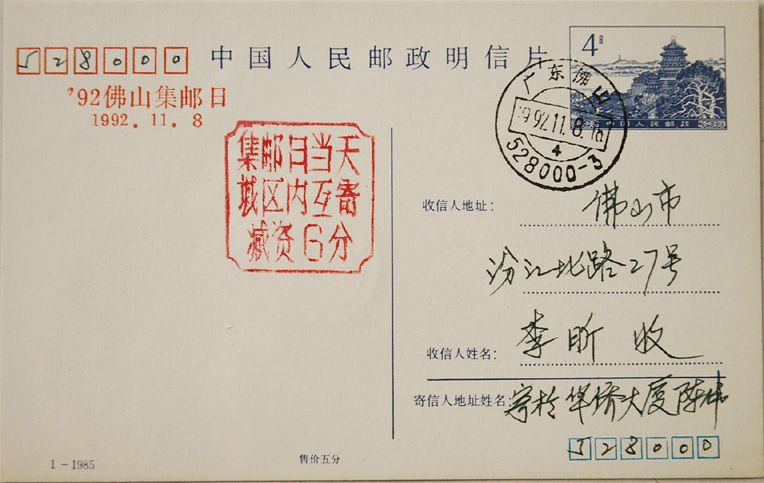 528000
中国人民邮政明信片
4分
'92佛山集邮日
1992.11.8
广东佛山
1992.11.8.16
4
528000-3
中国人民邮政
集邮日当天
城区内互寄
减资6分
收信人地址：
佛山市
汾江北路27号
收信人姓名：
李昕 收
寄信人地址姓名：
寄于华侨大厦陈伟
528000
1-1985
售价五分